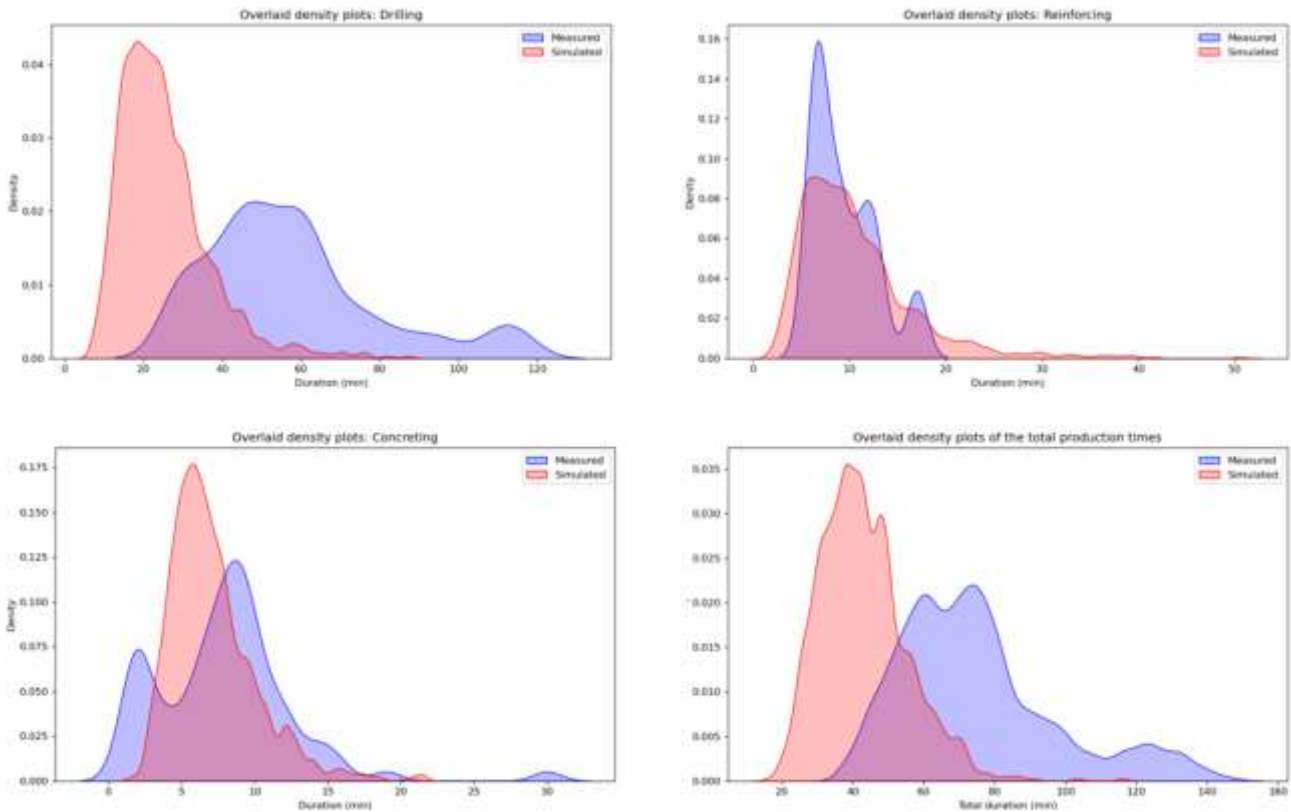 Overlaid density plots: Drilling
Measured
Simulated
Density
0.04
0.03
0.02
0.01
0.00
0 20 40 60 80 100 120
Duration (min)
Overlaid density plots: Reinforcing
Measured
Simulated
Density
0.16
0.14
0.12
0.10
0.08
0.06
0.04
0.02
0.00
0 10 20 30 40 50
Duration (min)
Overlaid density plots: Concreting
Measured
Simulated
Density
0.175
0.150
0.125
0.100
0.075
0.050
0.025
0.000
0 5 10 15 20 25 30
Duration (min)
Overlaid density plots of the total production times
Measured
Simulated
0.035
0.030
0.025
0.020
0.015
0.010
0.005
0.000
20 40 60 80 100 120 140 160
Total duration (min)